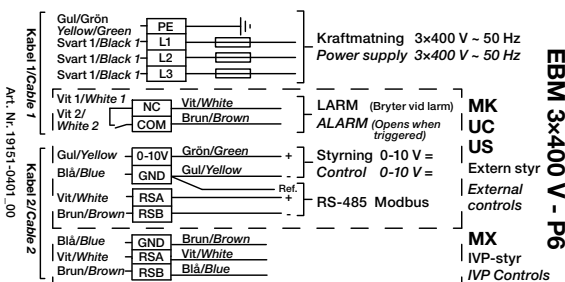 EBM 3×400 V - P6
Art. Nr. 19151-0401_00
Kabel 1/Cable 1
Gul/Grön
Yellow/Green
PE
Svart 1/Black 1
L1
Svart 1/Black 1
L2
Svart 1/Black 1
L3
Kraftmatning 3×400 V ~ 50 Hz
Power supply 3×400 V ~ 50 Hz
Vit 1/White 1
NC
Vit/White
Vit 2/
White 2
COM
Brun/Brown
LARM (Bryter vid larm)
ALARM (Opens when
triggered)
MK
UC
US
Extern styr
External
controls
Kabel 2/Cable 2
Gul/Yellow
0-10V
Grön/Green
+
Blå/Blue
GND
Gul/Yellow
-
Styrning 0-10 V =
Control 0-10 V =
Ref.
Vit/White
RSA
+
Brun/Brown
RSB
-
RS-485 Modbus
Blå/Blue
GND
Brun/Brown
Vit/White
RSA
Vit/White
Brun/Brown
RSB
Blå/Blue
MX
IVP-styr
IVP Controls